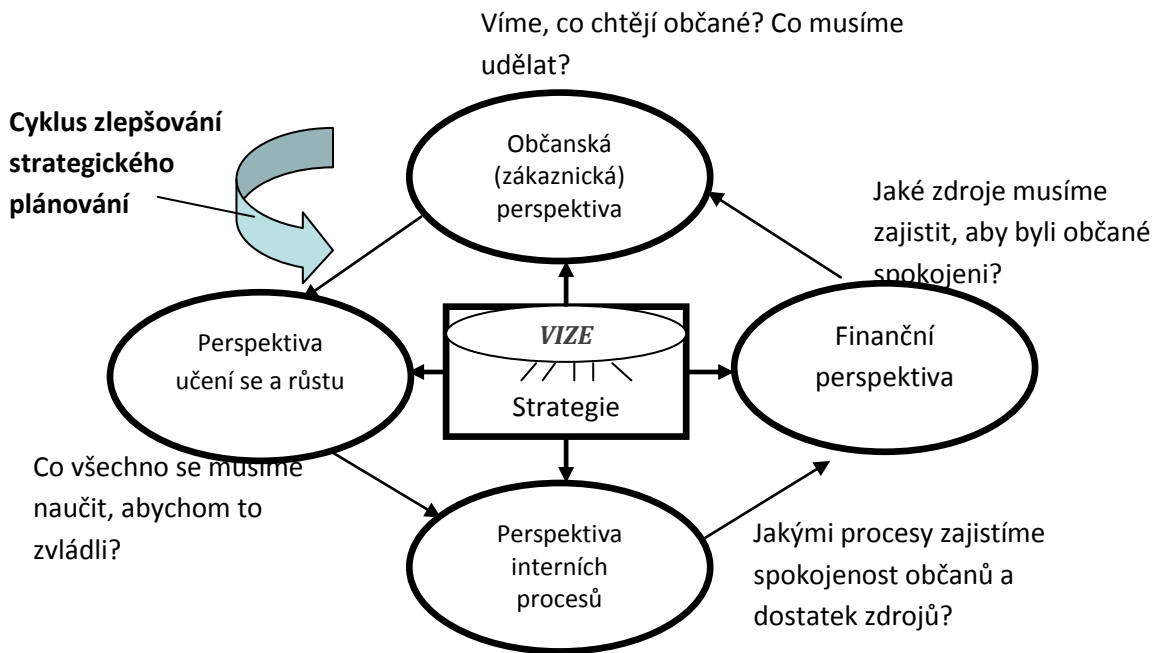 Víme, co chtějí občané? Co musíme
udělat?
Cyklus zlepšování
strategického
plánování
Občanská
(zákaznická)
perspektiva
Jaké zdroje musíme
zajistit, aby byli občané
spokojeni?
Perspektiva
učení se a růstu
VIZE
Strategie
Finanční
perspektiva
Co všechno se musíme
naučit, abychom to
zvládli?
Perspektiva
interních
procesů
Jakými procesy zajistíme
spokojenost občanů a
dostatek zdrojů?